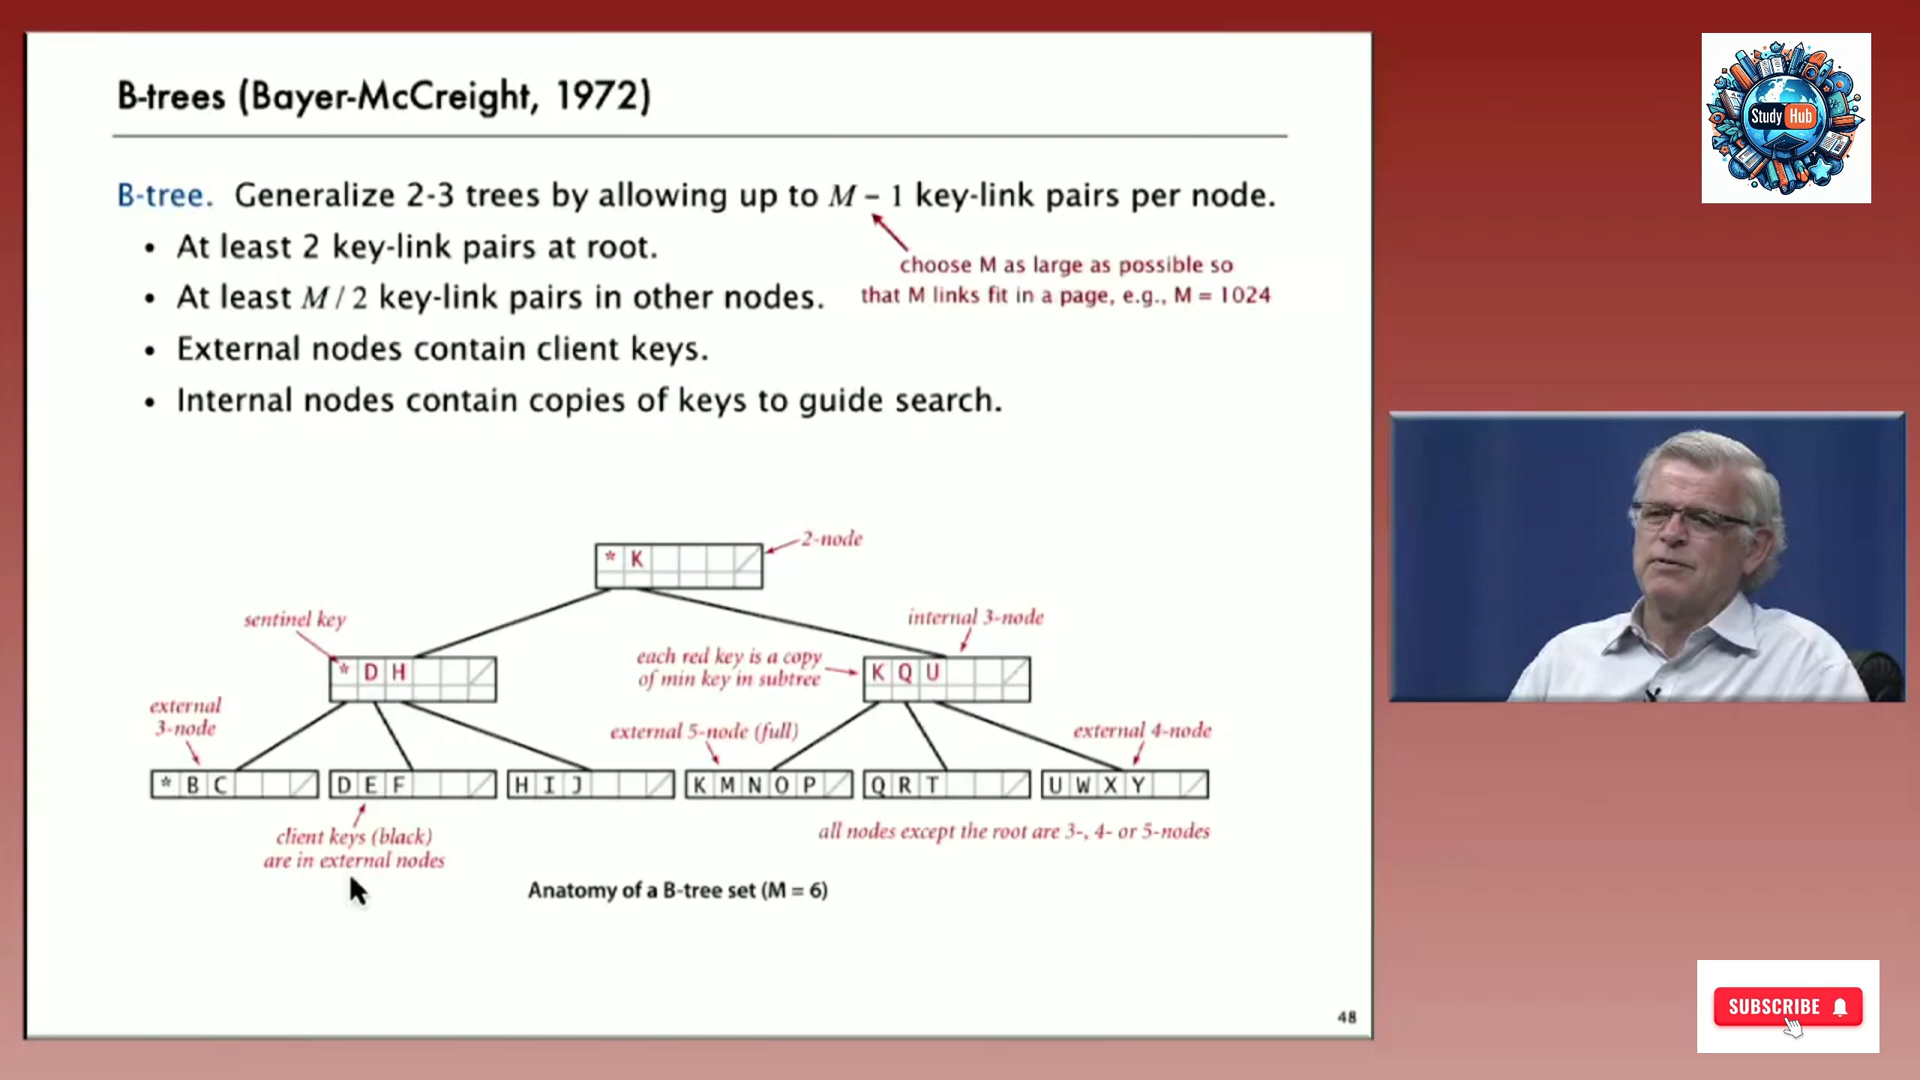 B-trees (Bayer-McCreight, 1972)
Study Hub
B-tree. Generalize 2-3 trees by allowing up to M – 1 key-link pairs per node.
• At least 2 key-link pairs at root.
choose M as large as possible so
that M links fit in a page, e.g., M = 1024
• At least M / 2 key-link pairs in other nodes.
• External nodes contain client keys.
• Internal nodes contain copies of keys to guide search.
2-node
* K
sentinel key
internal 3-node
each red key is a copy
of min key in subtree
* D H
K Q U
external
3-node
external 5-node (full)
external 4-node
* B C
D E F
H I J
K M N O P
Q R T
U W X Y
client keys (black)
are in external nodes
all nodes except the root are 3-, 4- or 5-nodes
Anatomy of a B-tree set (M = 6)
48
SUBSCRIBE